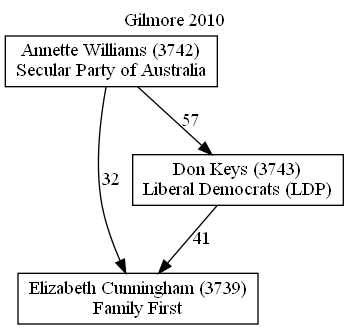 Gilmore 2010
Annette Williams (3742)
Secular Party of Australia
57
Don Keys (3743)
Liberal Democrats (LDP)
32
41
Elizabeth Cunningham (3739)
Family First